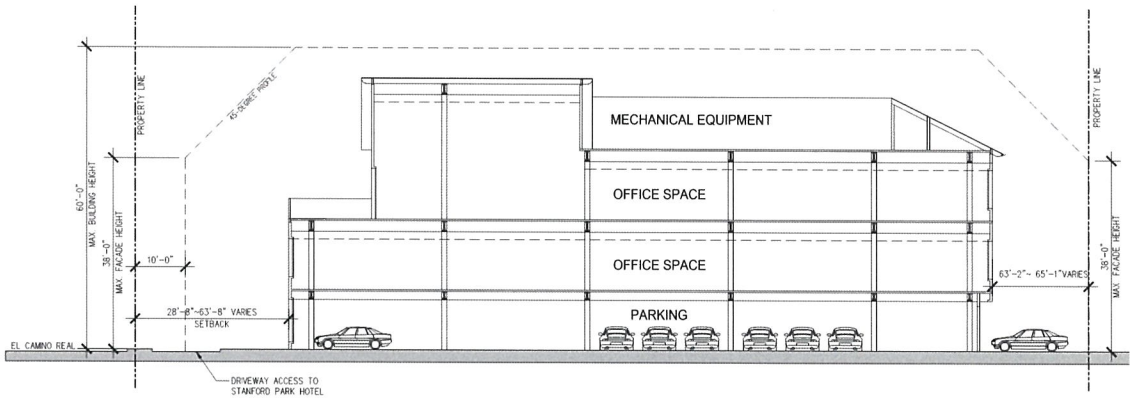 60'-0"
MAX BUILDING HEIGHT
38'-0"
MAX FACADE HEIGHT
PROPERTY LINE
10'-0"
45-DEGREE PROFILE
28'-8"~63'-8" VARIES
SETBACK
EL CAMINO REAL
DRIVEWAY ACCESS TO
STANFORD PARK HOTEL
MECHANICAL EQUIPMENT
OFFICE SPACE
OFFICE SPACE
PARKING
PROPERTY LINE
63'-2"~ 65'-1"VARIES
38'-0"
MAX FACADE HEIGHT